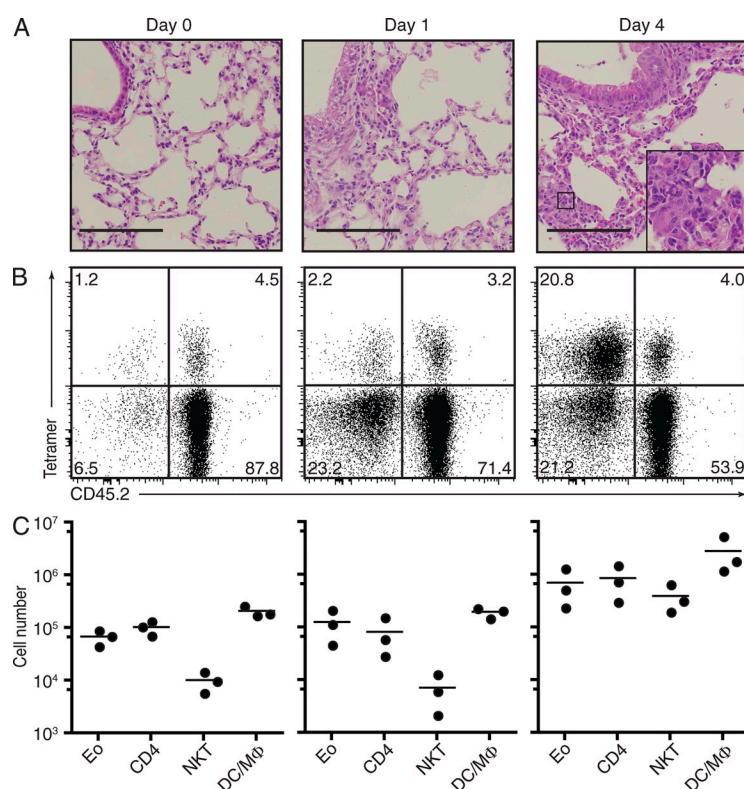 A
Day 0
Day 1
Day 4
B
1.2
4.5
6.5
87.8
2.2
3.2
23.2
71.4
20.8
4.0
21.2
53.9
Tetramer
CD45.2
C
Cell number
10⁷
10⁶
10⁵
10⁴
10³
Eo
CD4
NKT
DC/MΦ
Eo
CD4
NKT
DC/MΦ
Eo
CD4
NKT
DC/MΦ